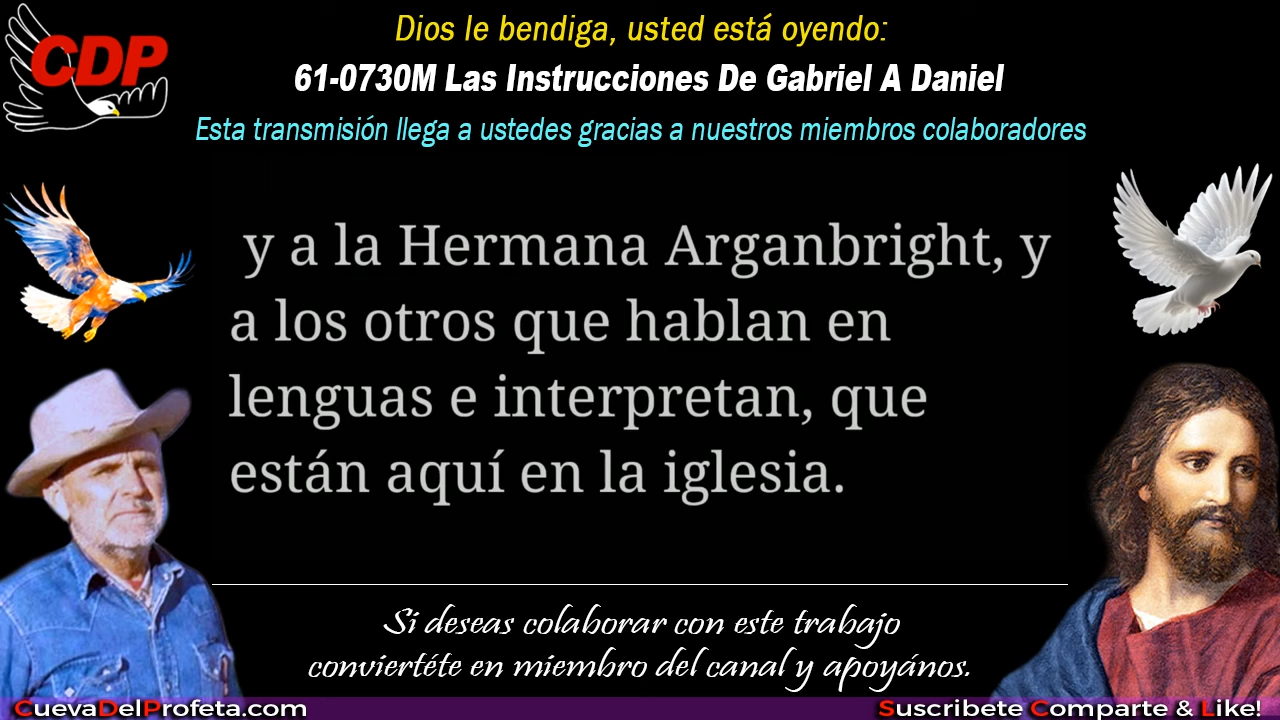 CDP
Dios le bendiga, usted está oyendo:
61-0730M Las Instrucciones De Gabriel A Daniel
Esta transmisión llega a ustedes gracias a nuestros miembros colaboradores
y a la Hermana Arganbright, y
a los otros que hablan en
lenguas e interpretan, que
están aquí en la iglesia.
Si deseas colaborar con este trabajo
conviertéte en miembro del canal y apoyános.
CuevaDelProfeta.com
Suscribete Comparte & Like!